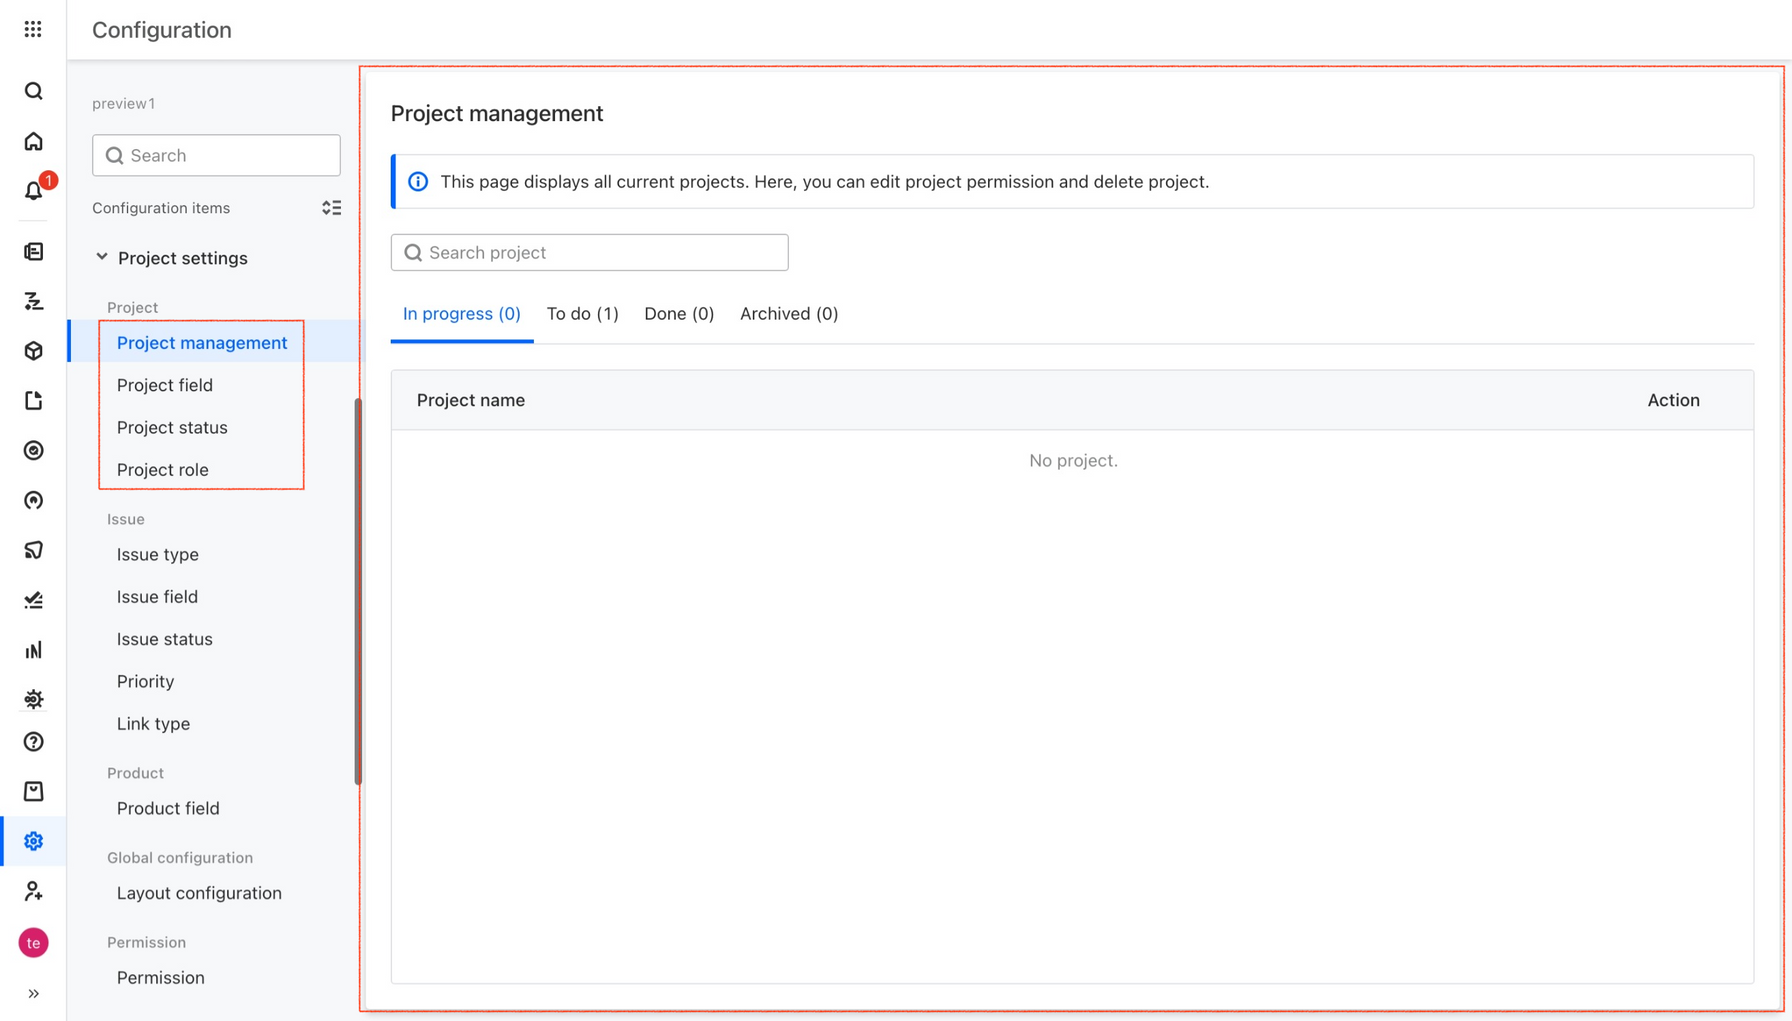 Configuration
1
te
preview1
Search
Configuration items
Project settings
Project
Project management
Project field
Project status
Project role
Issue
Issue type
Issue field
Issue status
Priority
Link type
Product
Product field
Global configuration
Layout configuration
Permission
Permission
Project management
This page displays all current projects. Here, you can edit project permission and delete project.
Search project
In progress (0) To do (1) Done (0) Archived (0)
Project name Action
No project.